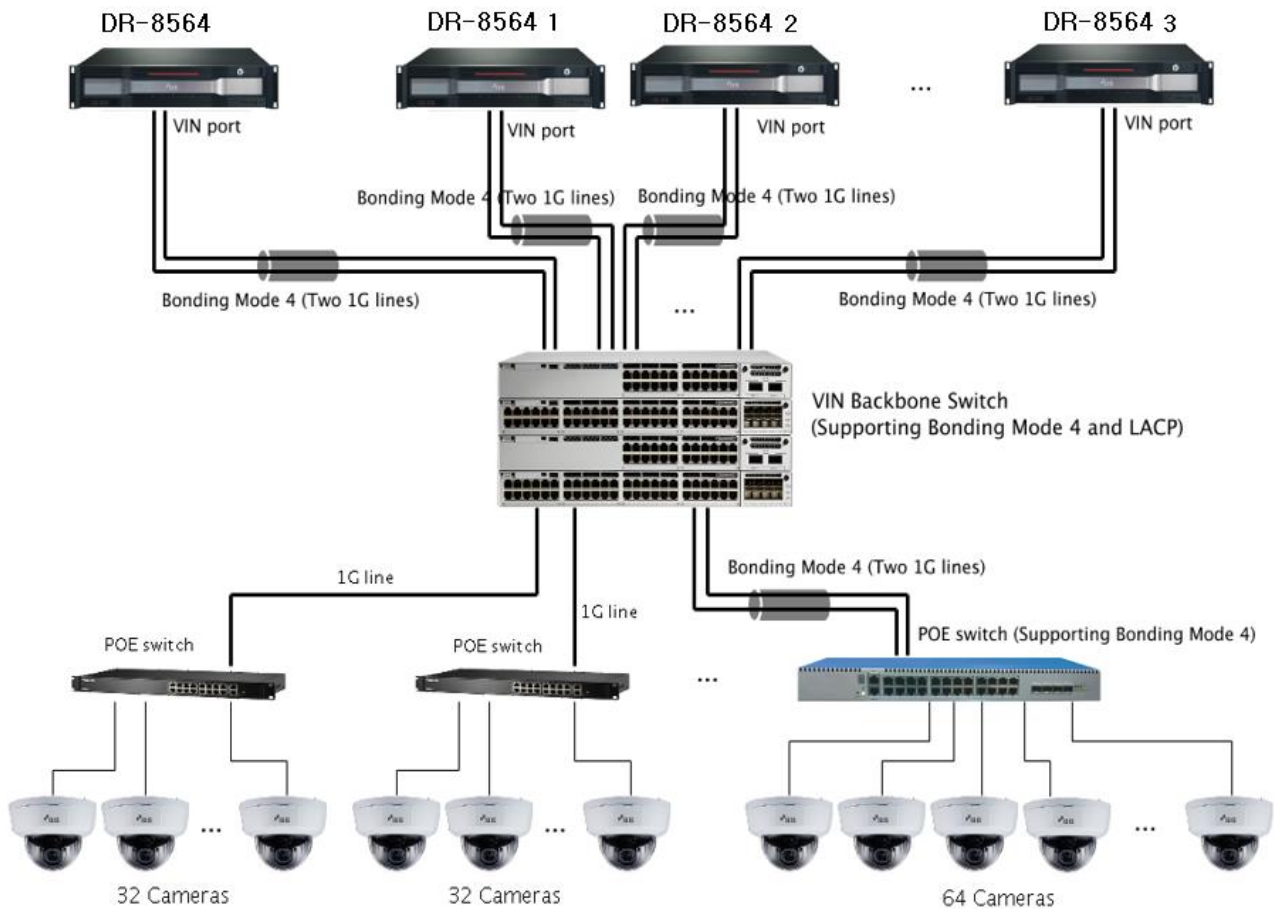 DR-8564
DR-8564 1
DR-8564 2
DR-8564 3
...
VIN port
VIN port
VIN port
VIN port
Bonding Mode 4 (Two 1G lines)
Bonding Mode 4 (Two 1G lines)
Bonding Mode 4 (Two 1G lines)
Bonding Mode 4 (Two 1G lines)
...
VIN Backbone Switch
(Supporting Bonding Mode 4 and LACP)
Bonding Mode 4 (Two 1G lines)
1G line
1G line
POE switch
POE switch
POE switch (Supporting Bonding Mode 4)
...
...
...
...
32 Cameras
32 Cameras
64 Cameras